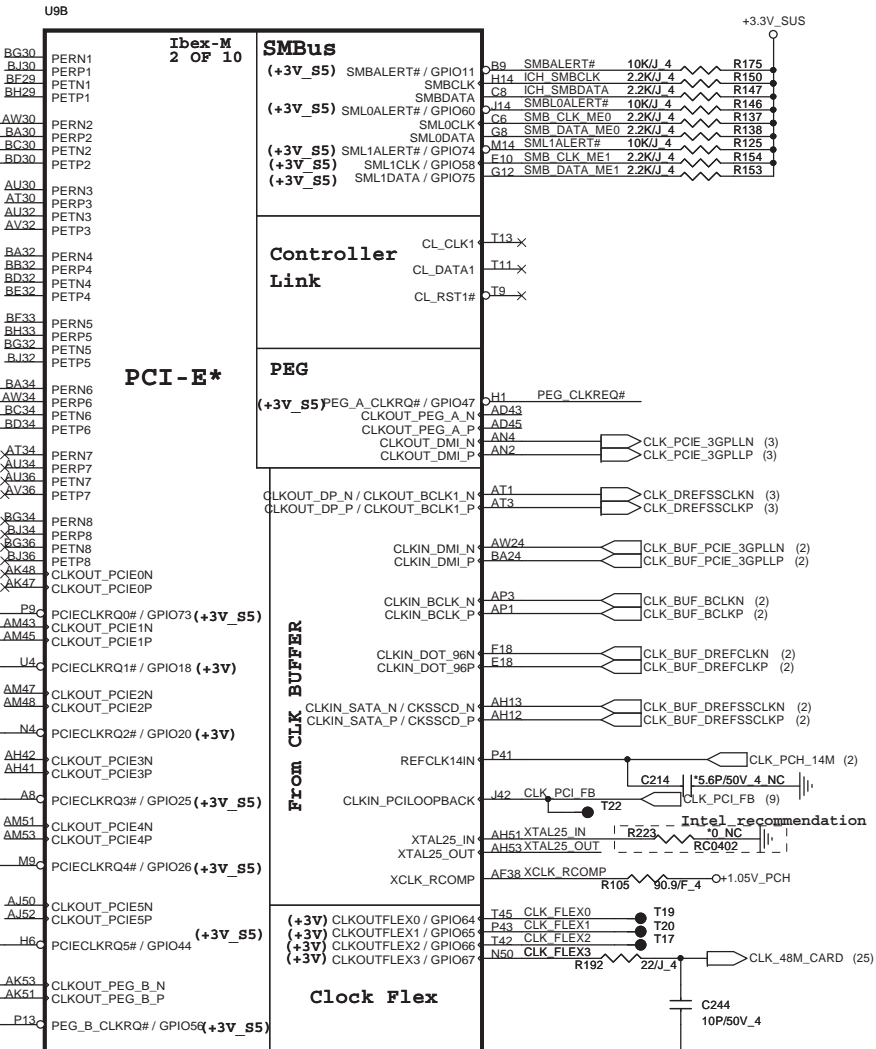 U9B
+3.3V_SUS
Ibex-M
2 OF 10
SMBus
BG30 PERN1
BJ30 PERP1
BF29 PETN1
BH29 PETP1
AW30 PERN2
BA30 PERP2
BC30 PETN2
BD30 PETP2
AU30 PERN3
AT30 PERP3
AU32 PETN3
AV32 PETP3
BA32 PERN4
BB32 PERP4
BD32 PETN4
BE32 PETP4
BF33 PERN5
BH33 PERP5
BG32 PETN5
BJ32 PETP5
PCI-E*
BA34 PERN6
AW34 PERP6
BC34 PETN6
BD34 PETP6
AT34 PERN7
AU34 PERP7
AU36 PETN7
AV36 PETP7
BG34 PERN8
BJ34 PERP8
BG36 PETN8
BJ36 PETP8
AK48 CLKOUT_PCIE0N
AK47 CLKOUT_PCIE0P
P9 PCIECLKRQ0# / GPIO73 (+3V_S5)
AM43 CLKOUT_PCIE1N
AM45 CLKOUT_PCIE1P
U4 PCIECLKRQ1# / GPIO18 (+3V)
AM47 CLKOUT_PCIE2N
AM48 CLKOUT_PCIE2P
N4 PCIECLKRQ2# / GPIO20 (+3V)
AH42 CLKOUT_PCIE3N
AH41 CLKOUT_PCIE3P
A8 PCIECLKRQ3# / GPIO25 (+3V_S5)
AM51 CLKOUT_PCIE4N
AM53 CLKOUT_PCIE4P
M9 PCIECLKRQ4# / GPIO26 (+3V_S5)
AJ50 CLKOUT_PCIE5N
AJ52 CLKOUT_PCIE5P
H6 PCIECLKRQ5# / GPIO44 (+3V_S5)
AK53 CLKOUT_PEG_B_N
AK51 CLKOUT_PEG_B_P
P13 PEG_B_CLKRQ# / GPIO56 (+3V_S5)
(+3V_S5) SMBALERT# / GPIO11 B9 SMBALERT# 10K/J_4 R175
SMBCLK H14 ICH_SMBCLK 2.2K/J_4 R150
SMBDATA C8 ICH_SMBDATA 2.2K/J_4 R147
(+3V_S5) SML0ALERT# / GPIO60 J14 SMBL0ALERT# 10K/J_4 R146
SML0CLK C6 SMB_CLK_ME0 2.2K/J_4 R137
SML0DATA G8 SMB_DATA_ME0 2.2K/J_4 R138
(+3V_S5) SML1ALERT# / GPIO74 M14 SML1ALERT# 10K/J_4 R125
(+3V_S5) SML1CLK / GPIO58 E10 SMB_CLK_ME1 2.2K/J_4 R154
(+3V_S5) SML1DATA / GPIO75 G12 SMB_DATA_ME1 2.2K/J_4 R153
Controller
Link
CL_CLK1 T13
CL_DATA1 T11
CL_RST1# T9
PEG
(+3V_S5) PEG_A_CLKRQ# / GPIO47 H1 PEG_CLKREQ#
CLKOUT_PEG_A_N AD43
CLKOUT_PEG_A_P AD45
CLKOUT_DMI_N AN4 CLK_PCIE_3GPLLN (3)
CLKOUT_DMI_P AN2 CLK_PCIE_3GPLLP (3)
From CLK BUFFER
CLKOUT_DP_N / CLKOUT_BCLK1_N AT1 CLK_DREFSSCLKN (3)
CLKOUT_DP_P / CLKOUT_BCLK1_P AT3 CLK_DREFSSCLKP (3)
CLKIN_DMI_N AW24 CLK_BUF_PCIE_3GPLLN (2)
CLKIN_DMI_P BA24 CLK_BUF_PCIE_3GPLLP (2)
CLKIN_BCLK_N AP3 CLK_BUF_BCLKN (2)
CLKIN_BCLK_P AP1 CLK_BUF_BCLKP (2)
CLKIN_DOT_96N F18 CLK_BUF_DREFCLKN (2)
CLKIN_DOT_96P E18 CLK_BUF_DREFCLKP (2)
CLKIN_SATA_N / CKSSCD_N AH13 CLK_BUF_DREFSSCLKN (2)
CLKIN_SATA_P / CKSSCD_P AH12 CLK_BUF_DREFSSCLKP (2)
REFCLK14IN P41 CLK_PCH_14M (2)
C214 *5.6P/50V_4_NC
CLKIN_PCILOOPBACK J42 CLK_PCI_FB CLK_PCI_FB (9)
T22
Intel recommendation
XTAL25_IN AH51 XTAL25_IN R223 *0_NC
XTAL25_OUT AH53 XTAL25_OUT RC0402
XCLK_RCOMP AF38 XCLK_RCOMP R105 90.9/F_4 +1.05V_PCH
(+3V) CLKOUTFLEX0 / GPIO64 T45 CLK_FLEX0 T19
(+3V) CLKOUTFLEX1 / GPIO65 P43 CLK_FLEX1 T20
(+3V) CLKOUTFLEX2 / GPIO66 T42 CLK_FLEX2 T17
(+3V) CLKOUTFLEX3 / GPIO67 N50 CLK_FLEX3 R192 22/J_4 CLK_48M_CARD (25)
Clock Flex
C244
10P/50V_4